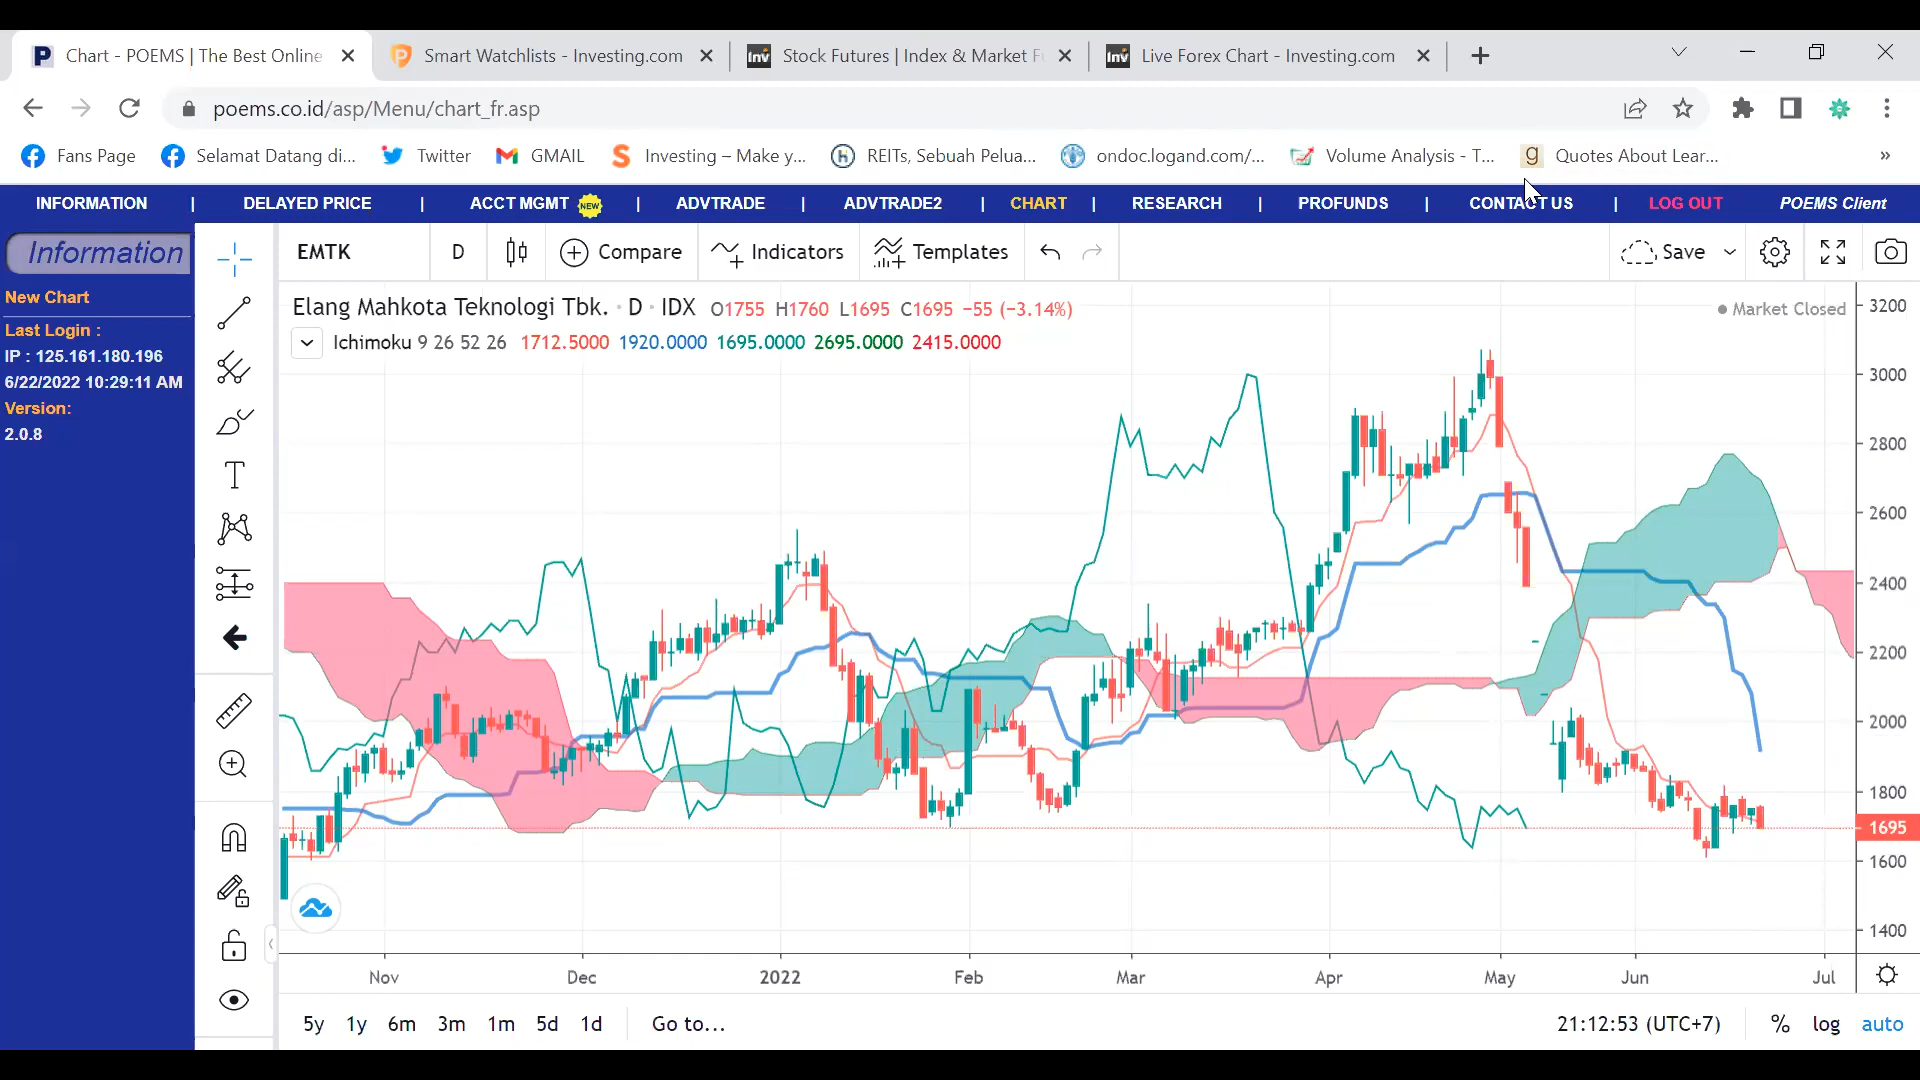 Chart - POEMS | The Best Online
Smart Watchlists - Investing.com
Stock Futures | Index & Market Fu
Live Forex Chart - Investing.com
poems.co.id/asp/Menu/chart_fr.asp
Fans Page
Selamat Datang di...
Twitter
GMAIL
Investing – Make y...
REITs, Sebuah Pelua...
ondoc.logand.com/...
Volume Analysis - T...
Quotes About Lear...
»
INFORMATION | DELAYED PRICE | ACCT MGMT NEW | ADVTRADE | ADVTRADE2 | CHART | RESEARCH | PROFUNDS | CONTACT US | LOG OUT POEMS Client
Information
New Chart
Last Login :
IP : 125.161.180.196
6/22/2022 10:29:11 AM
Version:
2.0.8
EMTK D Compare Indicators Templates Save
Elang Mahkota Teknologi Tbk. · D · IDX O1755 H1760 L1695 C1695 −55 (−3.14%)
Market Closed
Ichimoku 9 26 52 26 1712.5000 1920.0000 1695.0000 2695.0000 2415.0000
3200
3000
2800
2600
2400
2200
2000
1800
1695
1600
1400
Nov Dec 2022 Feb Mar Apr May Jun Jul
5y 1y 6m 3m 1m 5d 1d Go to... 21:12:53 (UTC+7) % log auto